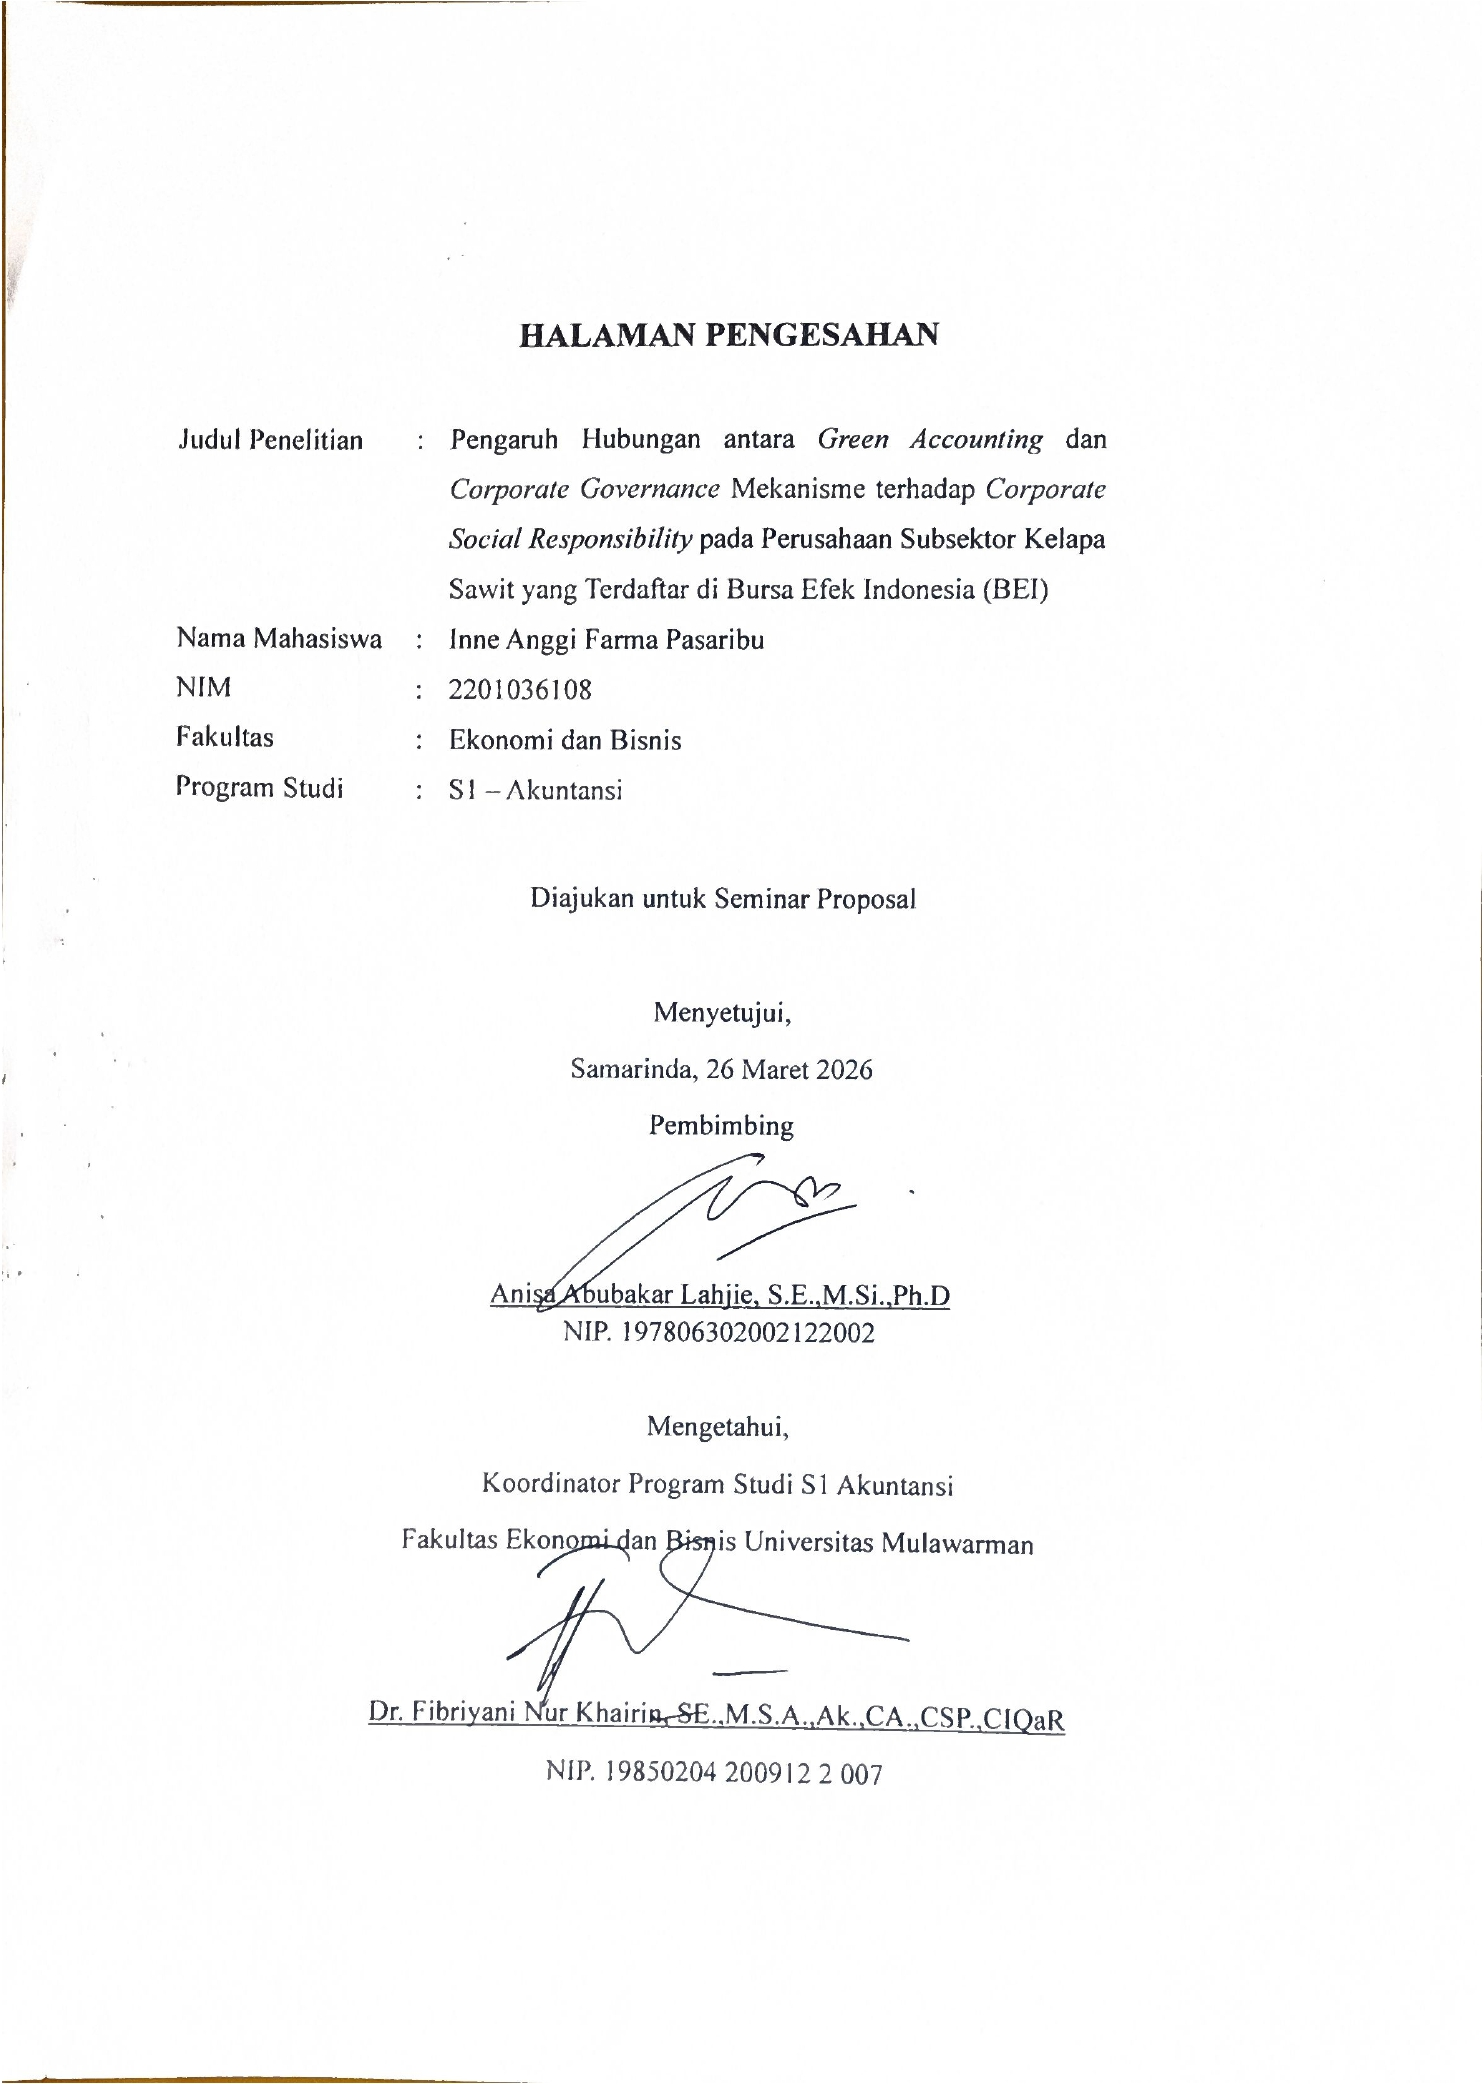 HALAMAN PENGESAHAN
Judul Penelitian : Pengaruh Hubungan antara Green Accounting dan
Corporate Governance Mekanisme terhadap Corporate
Social Responsibility pada Perusahaan Subsektor Kelapa
Sawit yang Terdaftar di Bursa Efek Indonesia (BEI)
Nama Mahasiswa : Inne Anggi Farma Pasaribu
NIM : 2201036108
Fakultas : Ekonomi dan Bisnis
Program Studi : S1 – Akuntansi
Diajukan untuk Seminar Proposal
Menyetujui,
Samarinda, 26 Maret 2026
Pembimbing
Anisa Abubakar Lahjie, S.E.,M.Si.,Ph.D
NIP. 197806302002122002
Mengetahui,
Koordinator Program Studi S1 Akuntansi
Fakultas Ekonomi dan Bisnis Universitas Mulawarman
Dr. Fibriyani Nur Khairin, SE.,M.S.A.,Ak.,CA.,CSP.,CIQaR
NIP. 19850204 200912 2 007